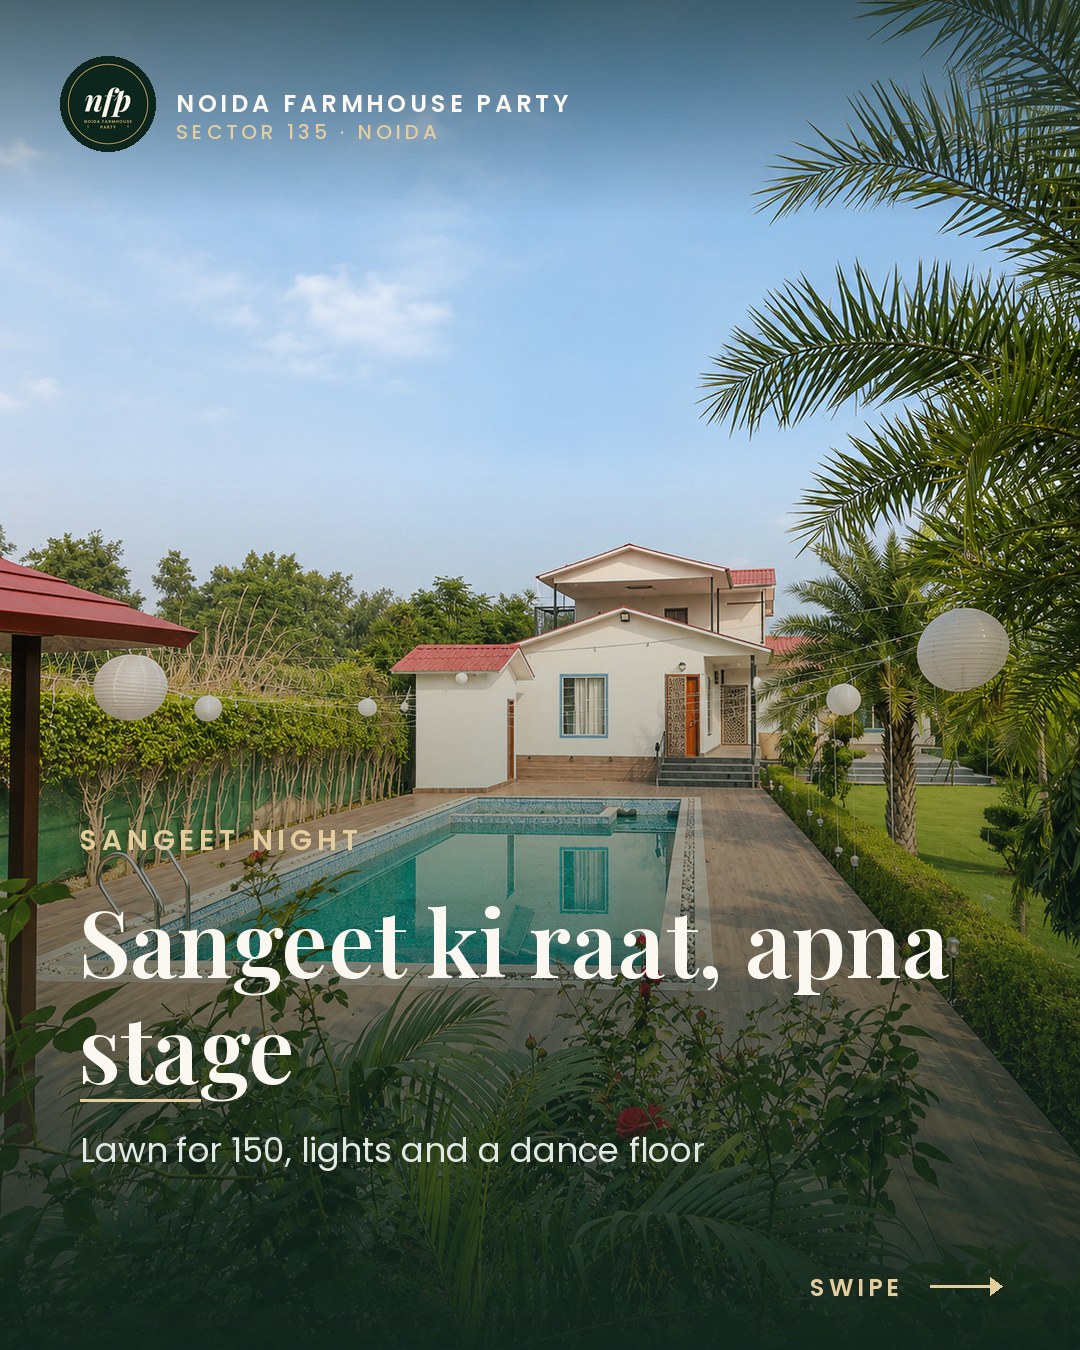 nfp
NOIDA FARMHOUSE
PARTY
NOIDA FARMHOUSE PARTY
SECTOR 135 · NOIDA
SANGEET NIGHT
Sangeet ki raat, apna
stage
Lawn for 150, lights and a dance floor
SWIPE